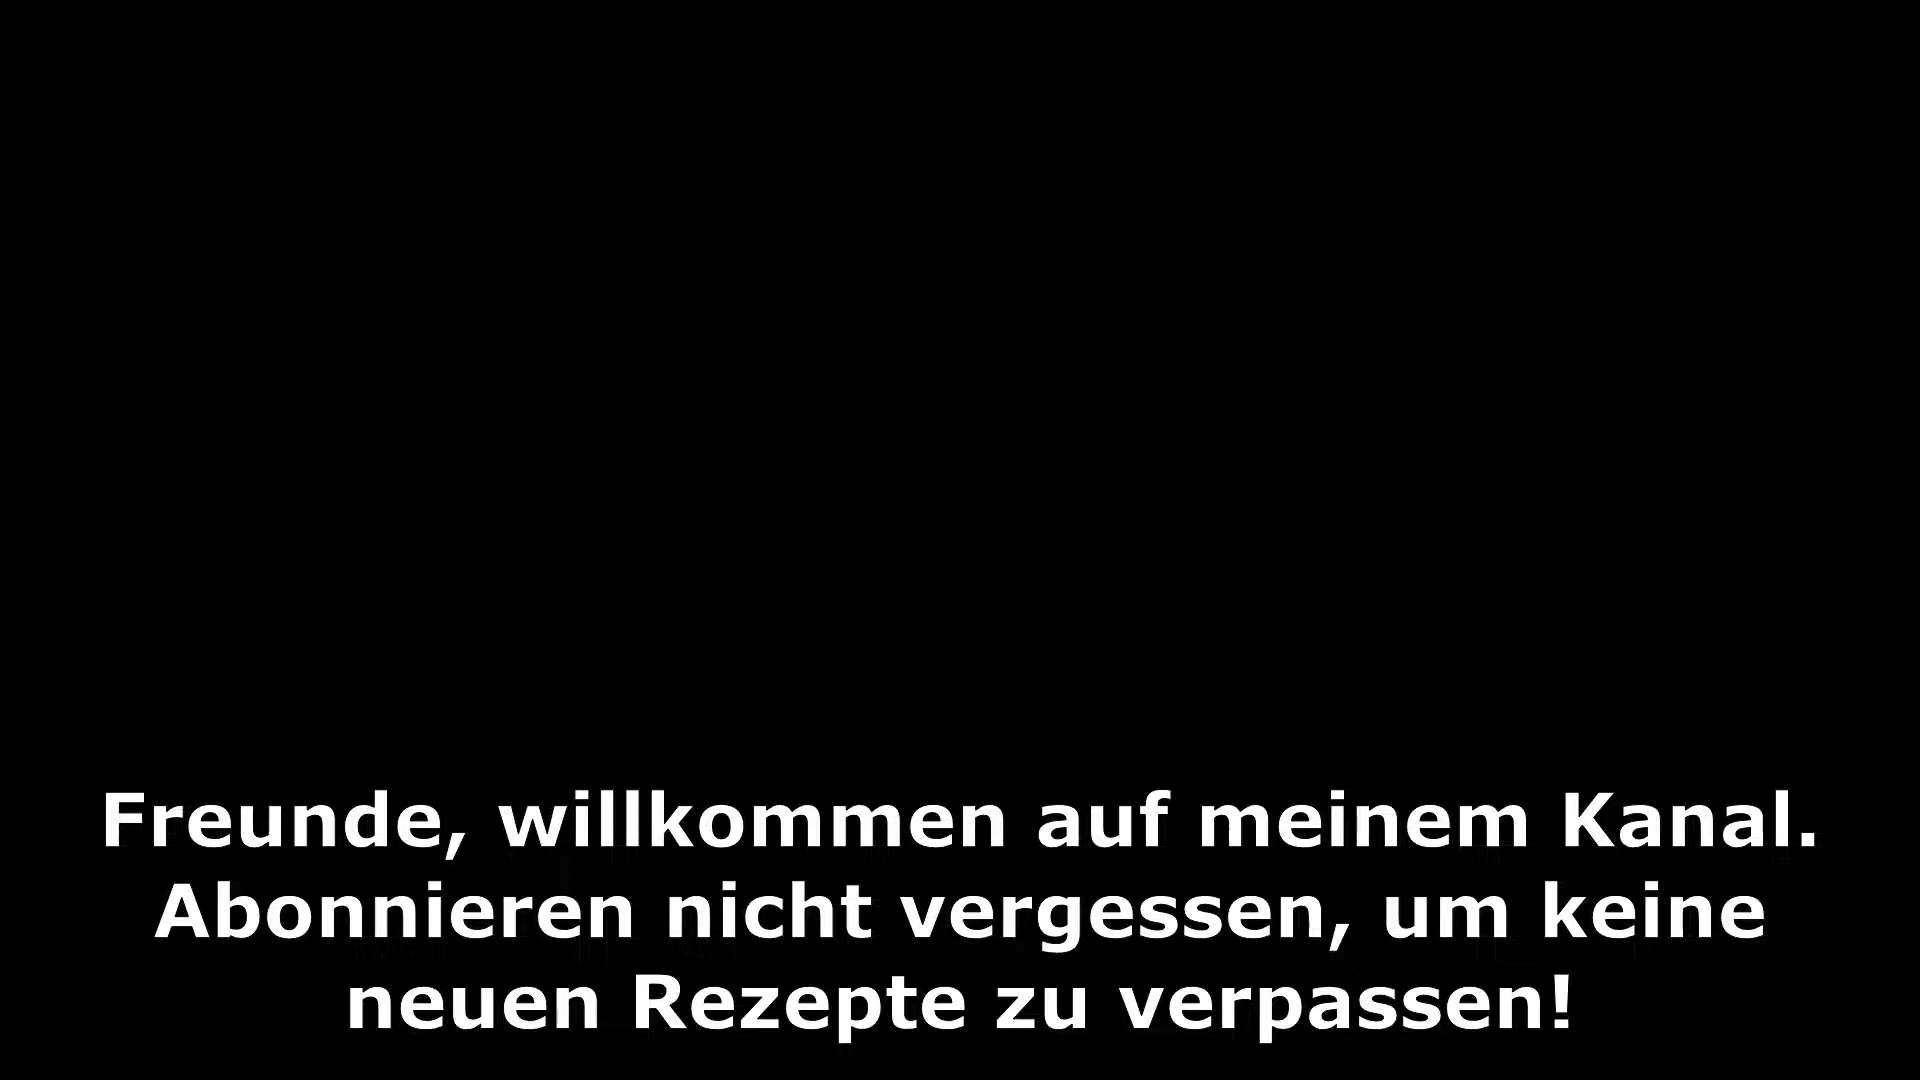 Freunde, willkommen auf meinem Kanal.
Abonnieren nicht vergessen, um keine
neuen Rezepte zu verpassen!